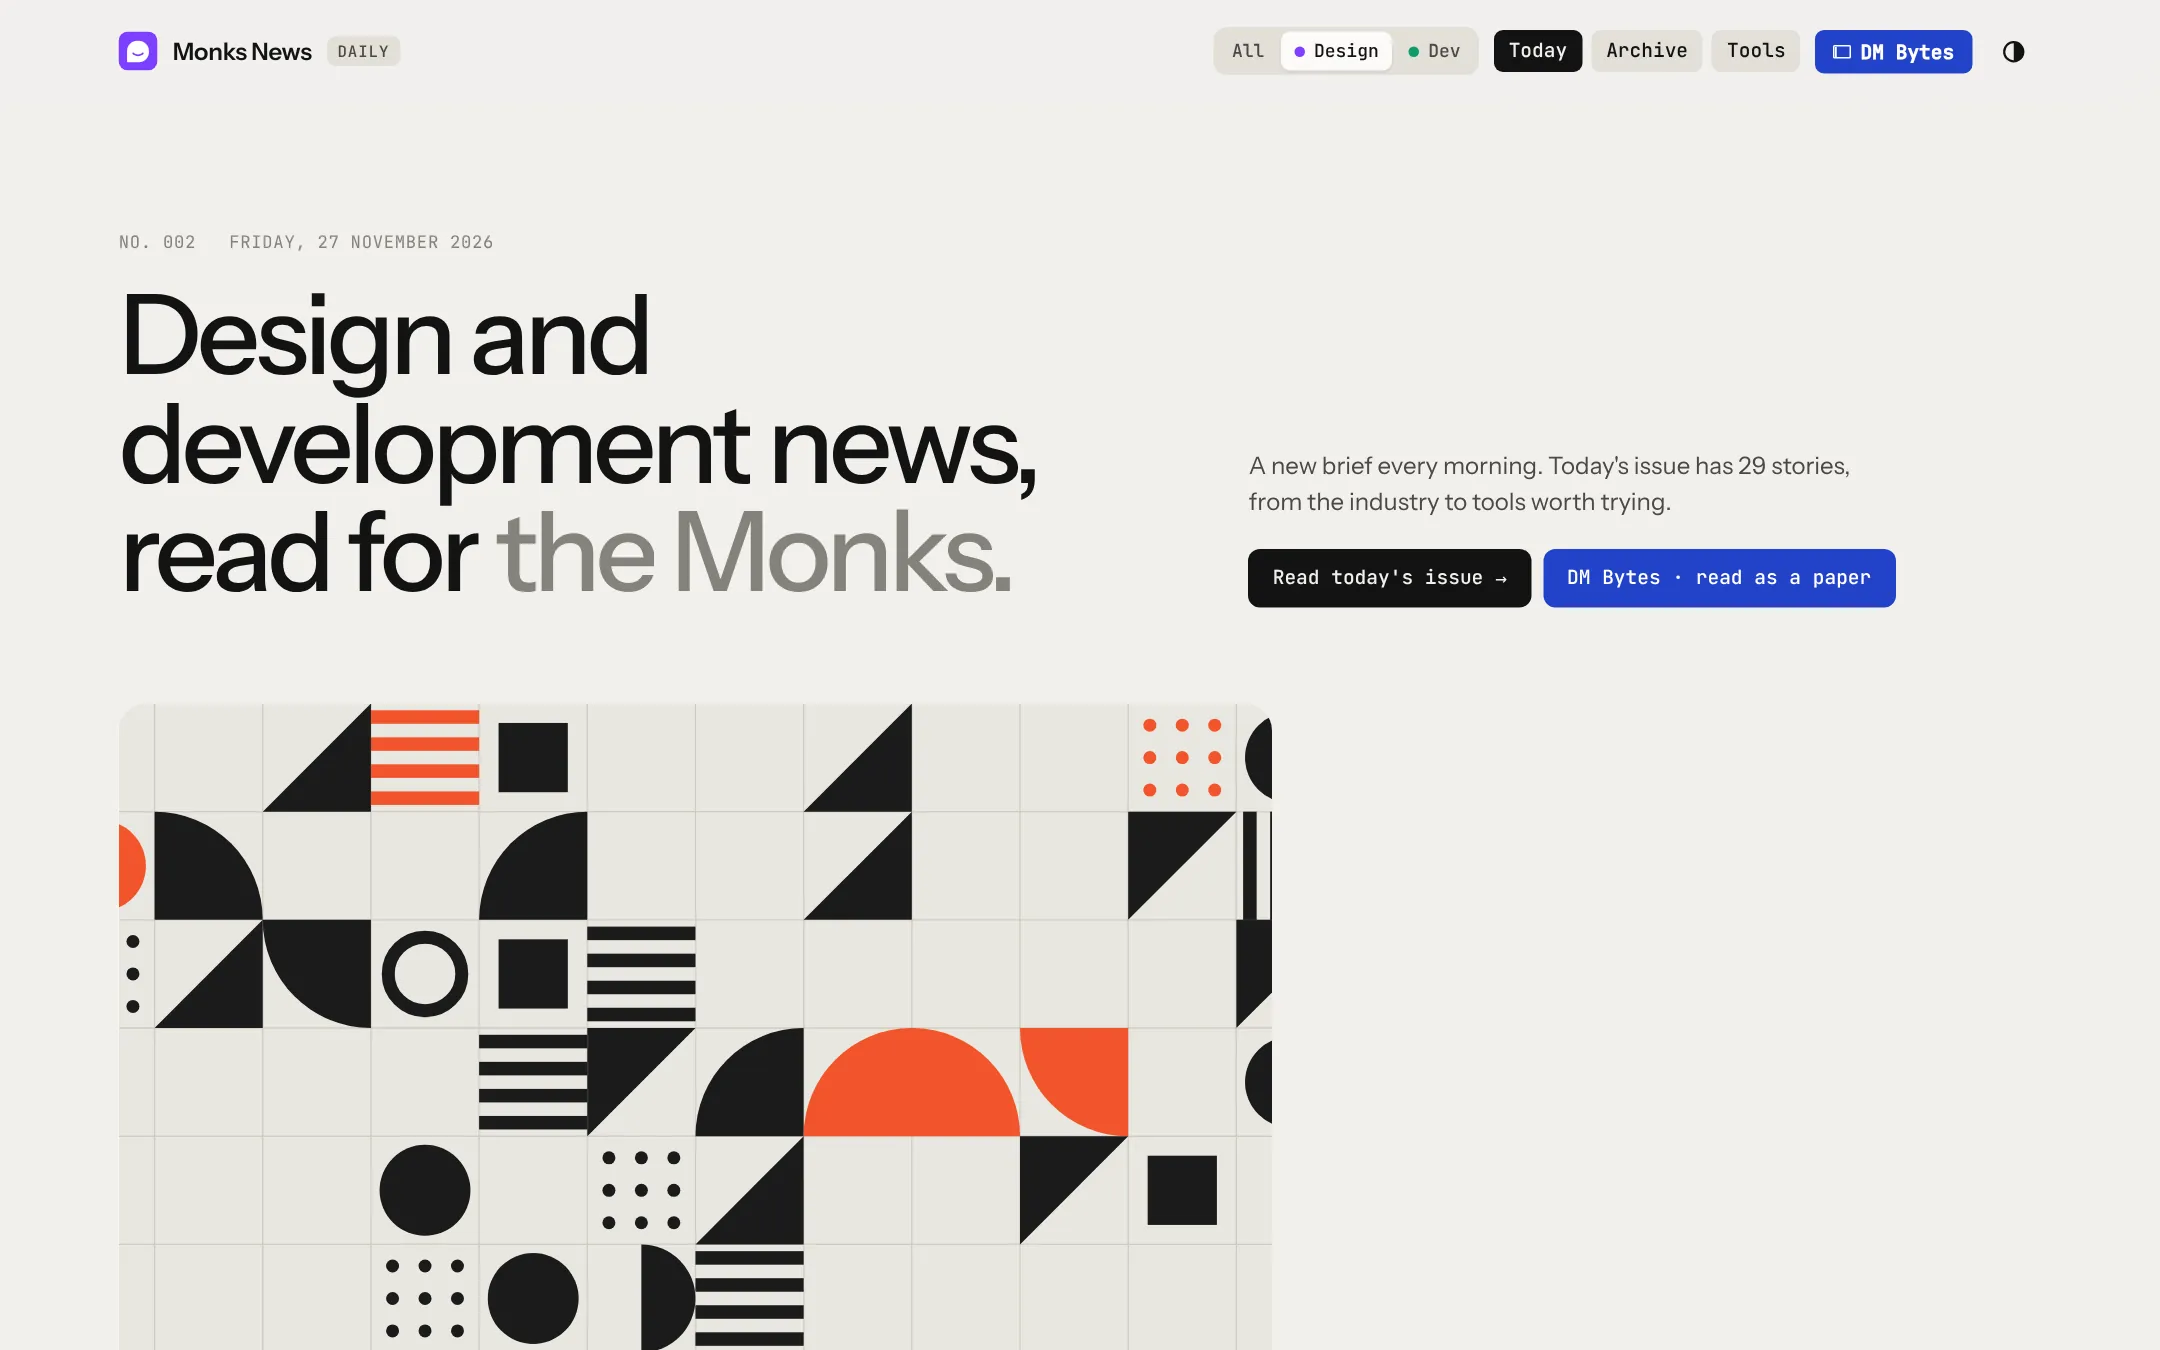 Monks News DAILY
All Design Dev Today Archive Tools DM Bytes
NO. 002 FRIDAY, 27 NOVEMBER 2026
Design and
development news,
read for the Monks.
A new brief every morning. Today's issue has 29 stories,
from the industry to tools worth trying.
Read today's issue → DM Bytes · read as a paper